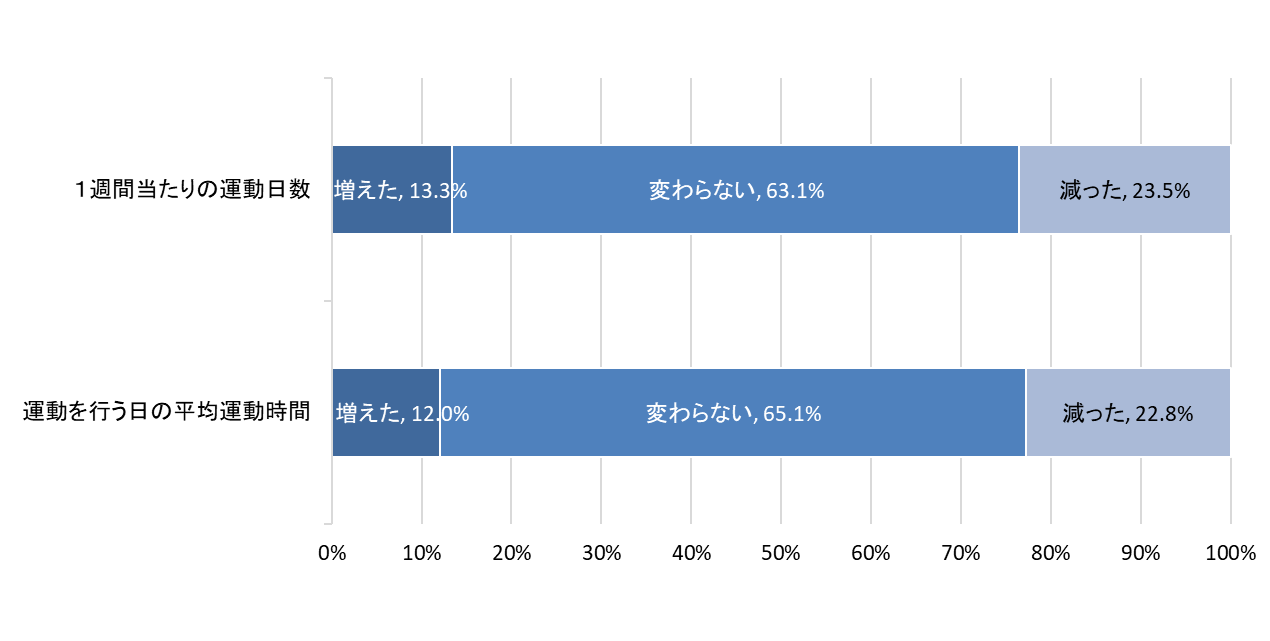 １週間当たりの運動日数
増えた, 13.3%
変わらない, 63.1%
減った, 23.5%
運動を行う日の平均運動時間
増えた, 12.0%
変わらない, 65.1%
減った, 22.8%
0% 10% 20% 30% 40% 50% 60% 70% 80% 90% 100%